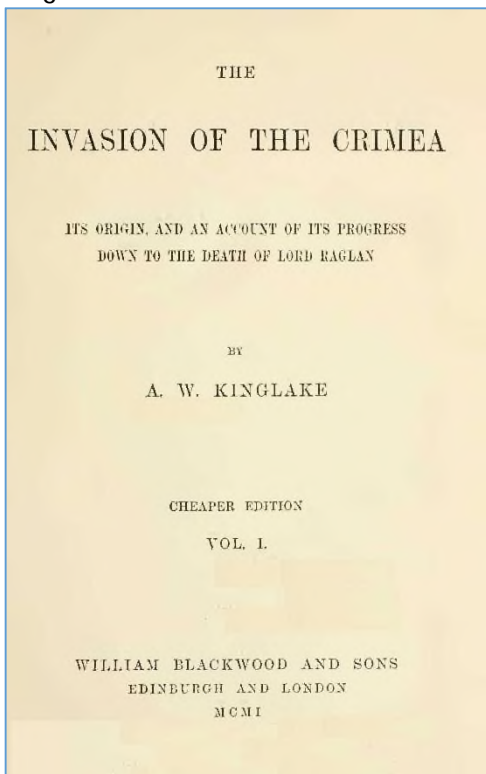 THE
INVASION OF THE CRIMEA
ITS ORIGIN, AND AN ACCOUNT OF ITS PROGRESS
DOWN TO THE DEATH OF LORD RAGLAN
BY
A. W. KINGLAKE
CHEAPER EDITION
VOL. I.
WILLIAM BLACKWOOD AND SONS
EDINBURGH AND LONDON
MCMI